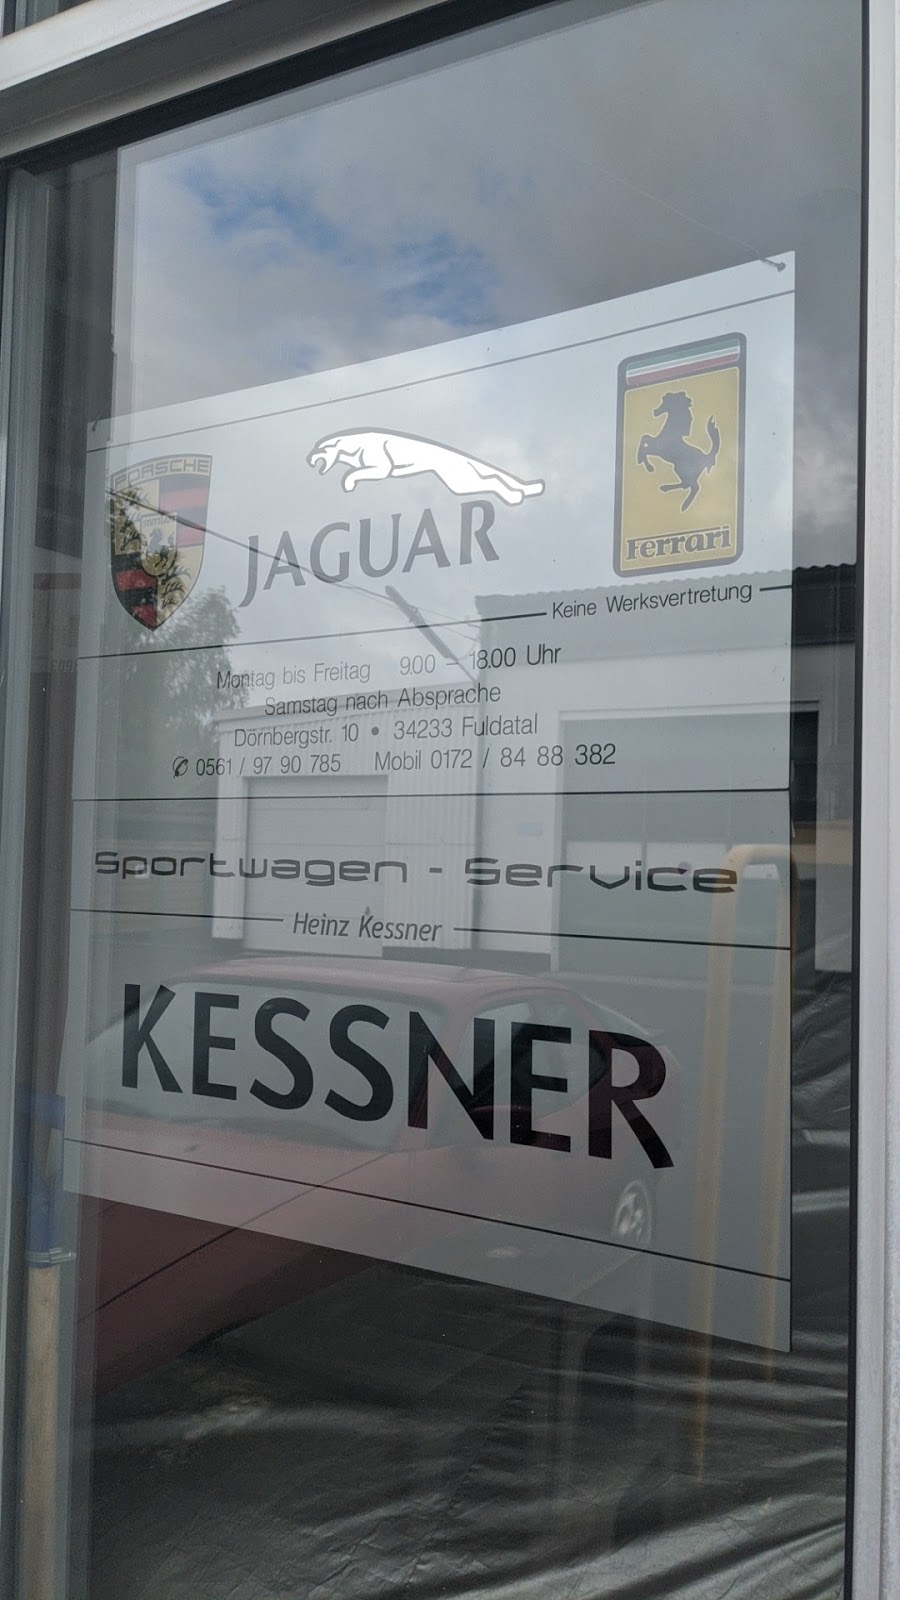 PORSCHE
JAGUAR
Ferrari
Keine Werksvertretung
Montag bis Freitag 9.00 – 18.00 Uhr
Samstag nach Absprache
Dörnbergstr. 10 • 34233 Fuldatal
✆ 0561 / 97 90 785 Mobil 0172 / 84 88 382
Sportwagen - Service
Heinz Kessner
KESSNER